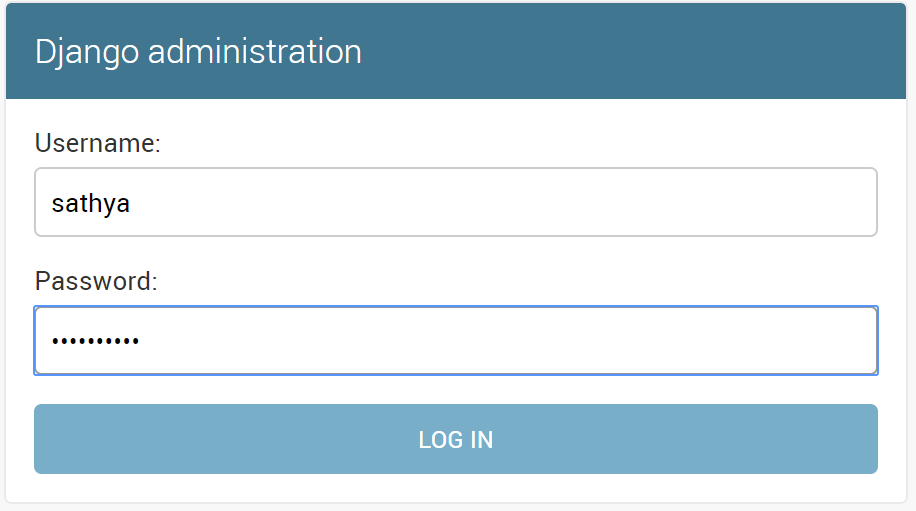 Django administration
Username:
sathya
Password:
••••••••••
LOG IN